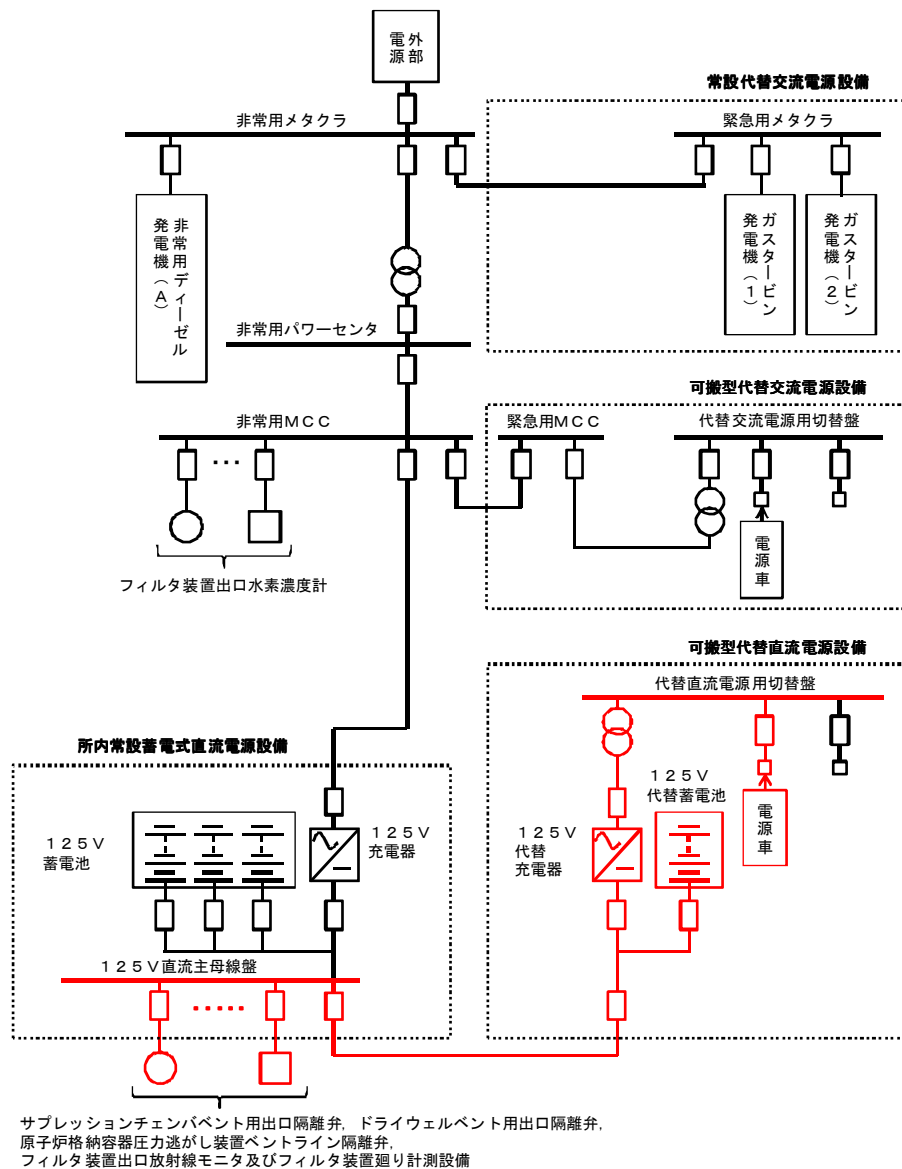 外部
電源
常設代替交流電源設備
非常用メタクラ
緊急用メタクラ
非常用ディーゼル
発電機（A）
ガスタービン
発電機（1）
ガスタービン
発電機（2）
非常用パワーセンタ
可搬型代替交流電源設備
非常用ＭＣＣ
緊急用ＭＣＣ
代替交流電源用切替盤
･･･
電源車
フィルタ装置出口水素濃度計
可搬型代替直流電源設備
代替直流電源用切替盤
所内常設蓄電式直流電源設備
１２５Ｖ
蓄電池
１２５Ｖ
充電器
１２５Ｖ
代替
充電器
１２５Ｖ
代替蓄電池
電源車
１２５Ｖ直流主母線盤
･････
サプレッションチェンバベント用出口隔離弁，ドライウェルベント用出口隔離弁，
原子炉格納容器圧力逃がし装置ベントライン隔離弁，
フィルタ装置出口放射線モニタ及びフィルタ装置廻り計測設備